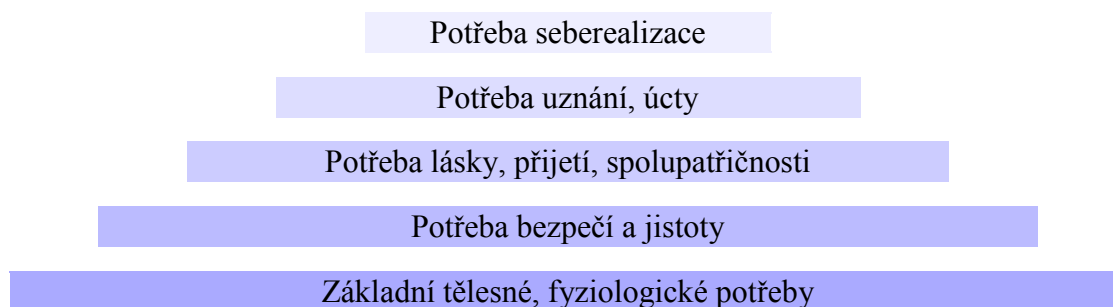 Potřeba seberealizace
Potřeba uznání, úcty
Potřeba lásky, přijetí, spolupatřičnosti
Potřeba bezpečí a jistoty
Základní tělesné, fyziologické potřeby